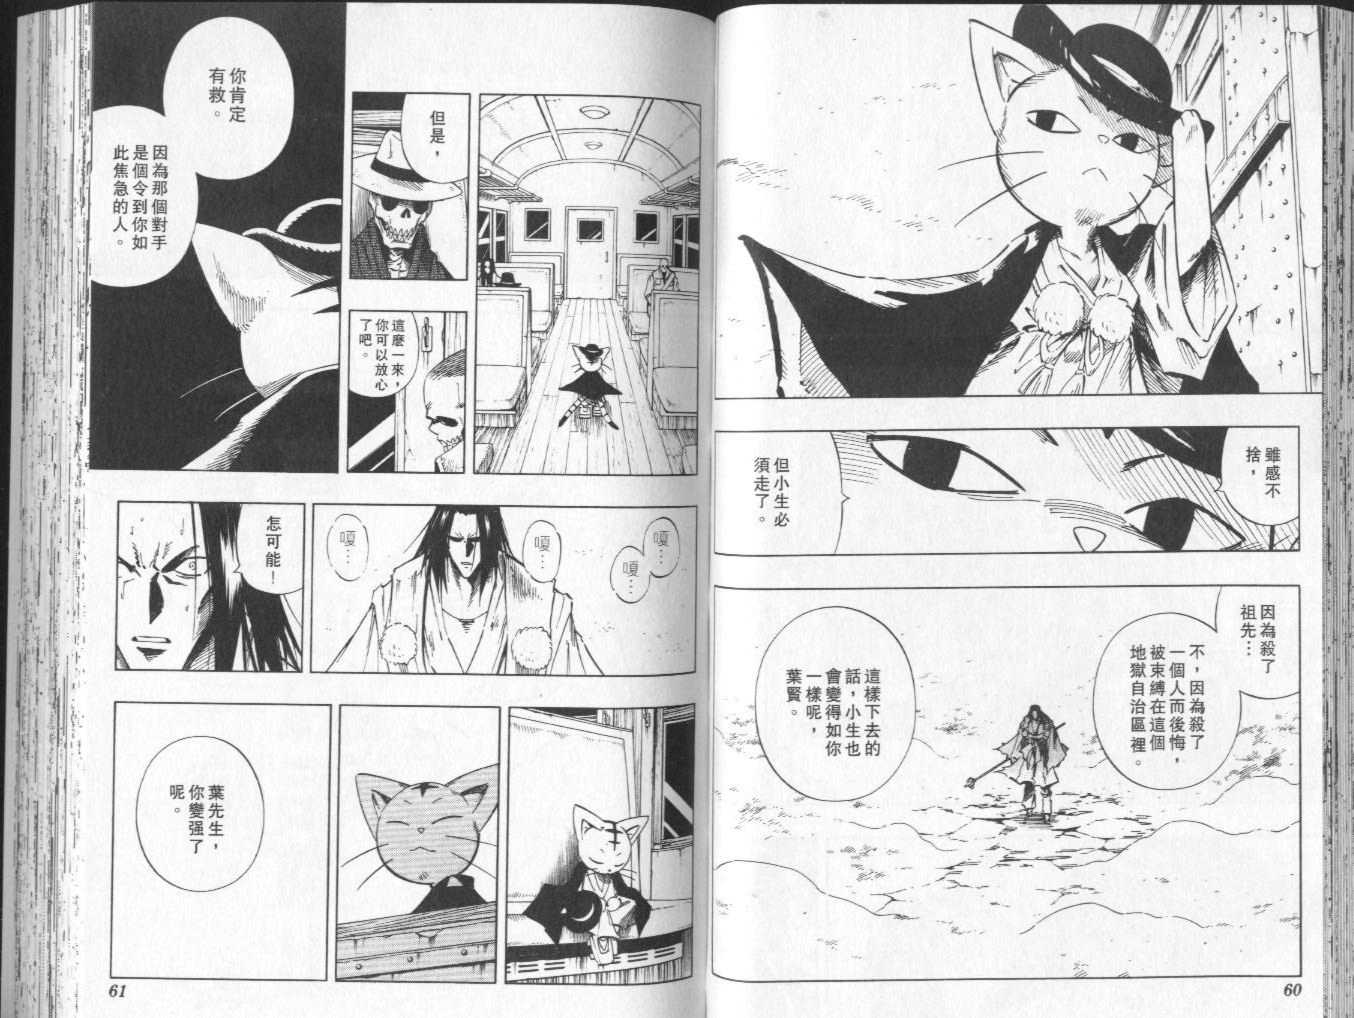 雖感不
捨，
但小生必
須走了。
因為殺了
祖先…
不，因為殺了
一個人而後悔，
被束縛在這個
地獄自治區裡。
這樣下去的
話，小生也
會變得如你
一樣呢，
葉賢。
60
但是，
這麼一來，
你可以放心
了吧。
你肯定
有救。
因為那個對手
是個令到你如
此焦急的人。
嗄…
嗄…
嗄…
嗄…
怎可能！
葉先生，
你變强了
呢。
61